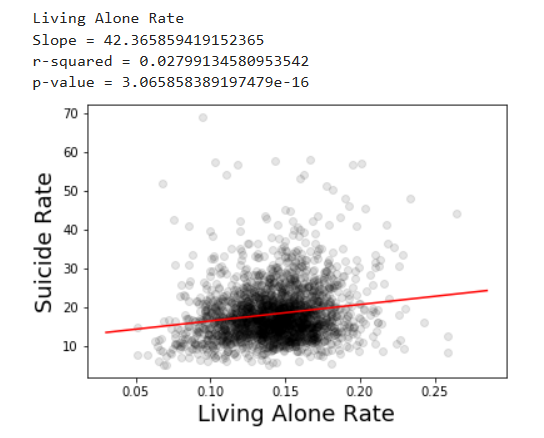 Living Alone Rate
Slope = 42.365859419152365
r-squared = 0.02799134580953542
p-value = 3.065858389197479e-16
70
60
50
40
30
20
10
Suicide Rate
0.05 0.10 0.15 0.20 0.25
Living Alone Rate